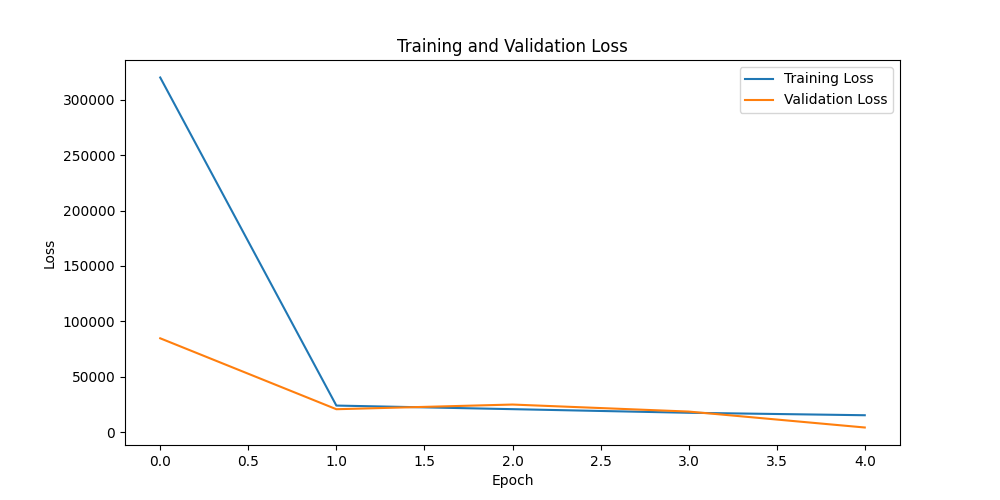 Training and Validation Loss
Training Loss
Validation Loss
300000
250000
200000
150000
100000
50000
0
Loss
0.0 0.5 1.0 1.5 2.0 2.5 3.0 3.5 4.0
Epoch